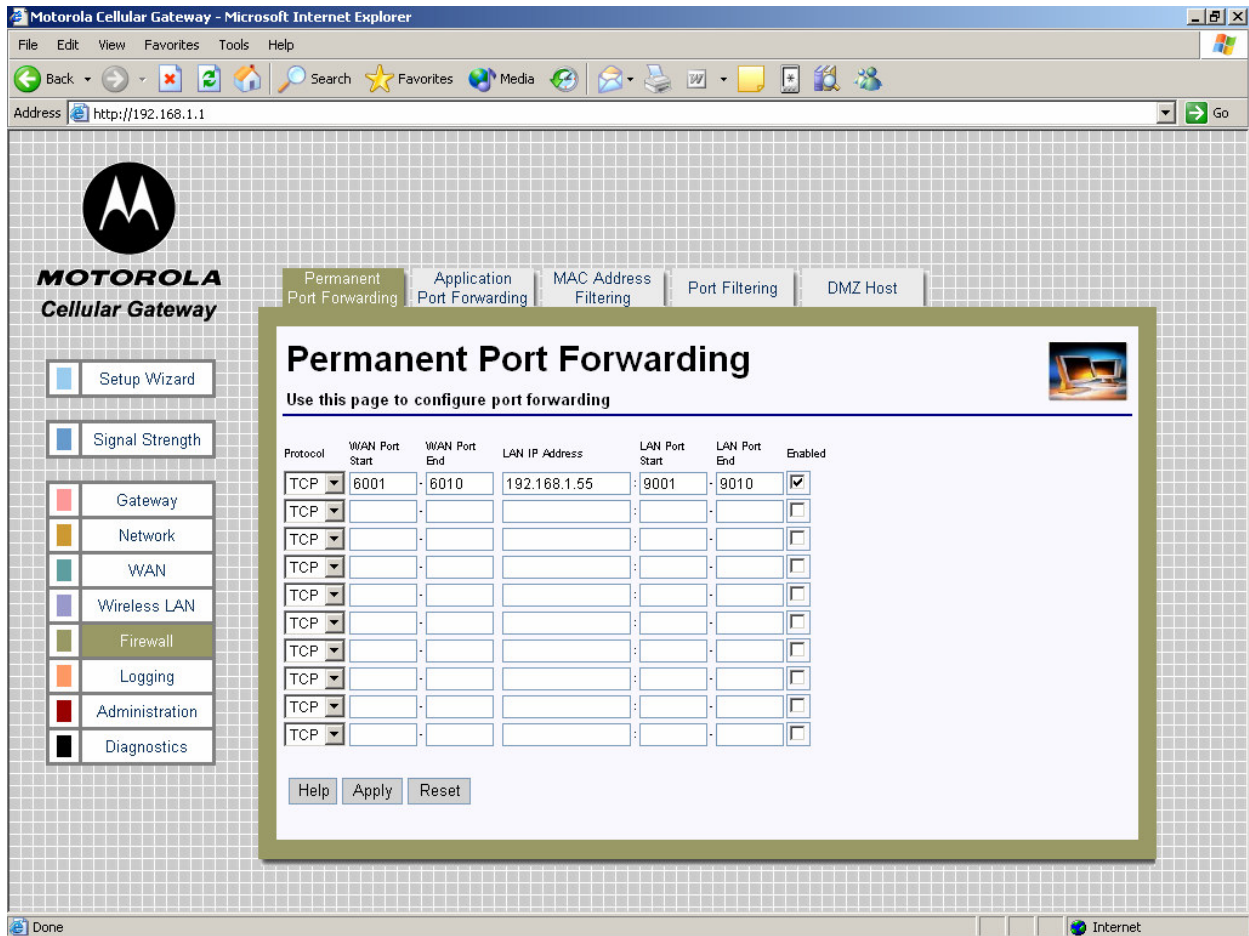 Motorola Cellular Gateway - Microsoft Internet Explorer
File Edit View Favorites Tools Help
Back Search Favorites Media
Address http://192.168.1.1 Go
MOTOROLA
Cellular Gateway
Permanent Port Forwarding
Application Port Forwarding
MAC Address Filtering
Port Filtering
DMZ Host
Setup Wizard
Signal Strength
Gateway
Network
WAN
Wireless LAN
Firewall
Logging
Administration
Diagnostics
Permanent Port Forwarding
Use this page to configure port forwarding
Protocol WAN Port Start WAN Port End LAN IP Address LAN Port Start LAN Port End Enabled
TCP 6001 - 6010 192.168.1.55 : 9001 - 9010
TCP - : -
TCP - : -
TCP - : -
TCP - : -
TCP - : -
TCP - : -
TCP - : -
TCP - : -
TCP - : -
Help Apply Reset
Done Internet